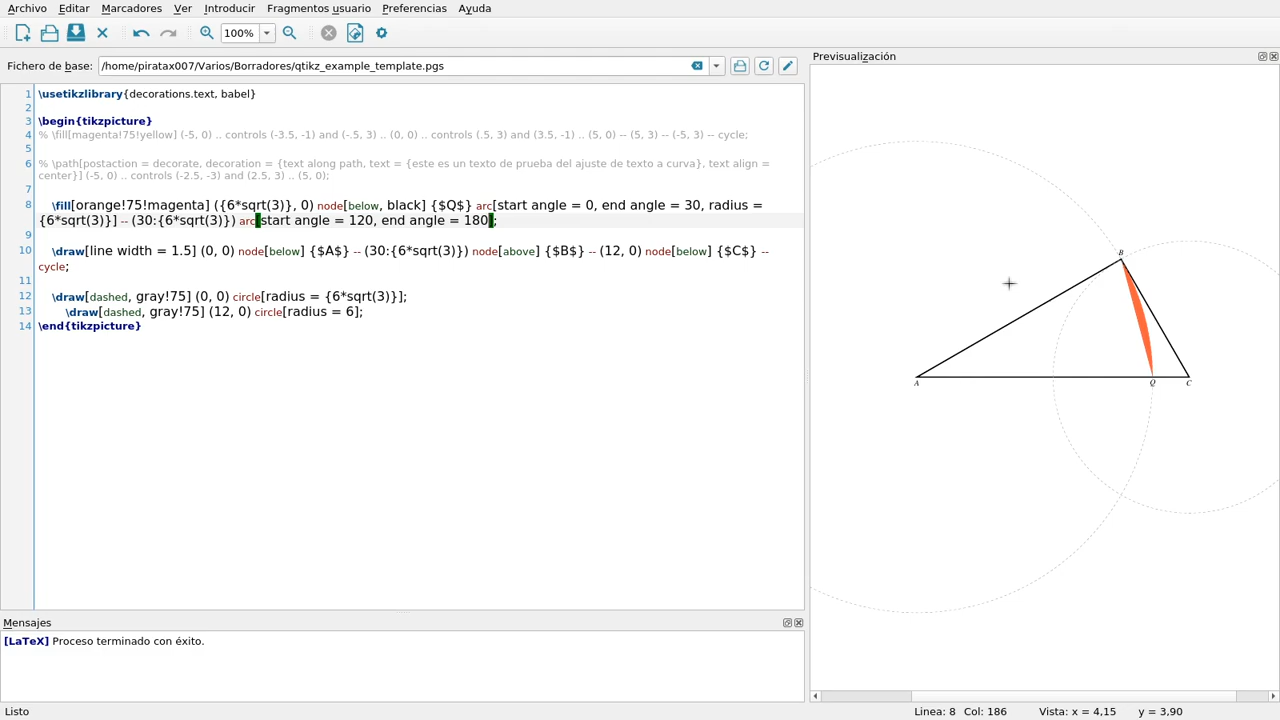 Archivo Editar Marcadores Ver Introducir Fragmentos usuario Preferencias Ayuda
100%
Fichero de base: /home/piratax007/Varios/Borradores/qtikz_example_template.pgs
Previsualización
1 \usetikzlibrary{decorations.text, babel}
2
3 \begin{tikzpicture}
4 % \fill[magenta!75!yellow] (-5, 0) .. controls (-3.5, -1) and (-.5, 3) .. (0, 0) .. controls (.5, 3) and (3.5, -1) .. (5, 0) -- (5, 3) -- (-5, 3) -- cycle;
5
6 % \path[postaction = decorate, decoration = {text along path, text = {este es un texto de prueba del ajuste de texto a curva}, text align =
center}] (-5, 0) .. controls (-2.5, -3) and (2.5, 3) .. (5, 0);
7
8 \fill[orange!75!magenta] ({6*sqrt(3)}, 0) node[below, black] {$Q$} arc[start angle = 0, end angle = 30, radius =
{6*sqrt(3)}] -- (30:{6*sqrt(3)}) arc[start angle = 120, end angle = 180];
9
10 \draw[line width = 1.5] (0, 0) node[below] {$A$} -- (30:{6*sqrt(3)}) node[above] {$B$} -- (12, 0) node[below] {$C$} --
cycle;
11
12 \draw[dashed, gray!75] (0, 0) circle[radius = {6*sqrt(3)}];
13 \draw[dashed, gray!75] (12, 0) circle[radius = 6];
14 \end{tikzpicture}
B
A
Q
C
Mensajes
[LaTeX] Proceso terminado con éxito.
Listo
Linea: 8 Col: 186 Vista: x = 4,15 y = 3,90